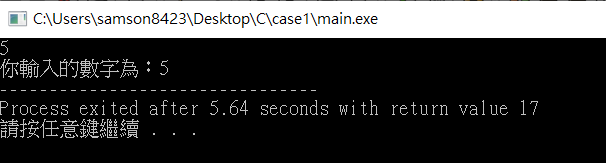 C:\Users\samson8423\Desktop\C\case1\main.exe
5
你輸入的數字為：5
--------------------------------
Process exited after 5.64 seconds with return value 17
請按任意鍵繼續 . . .